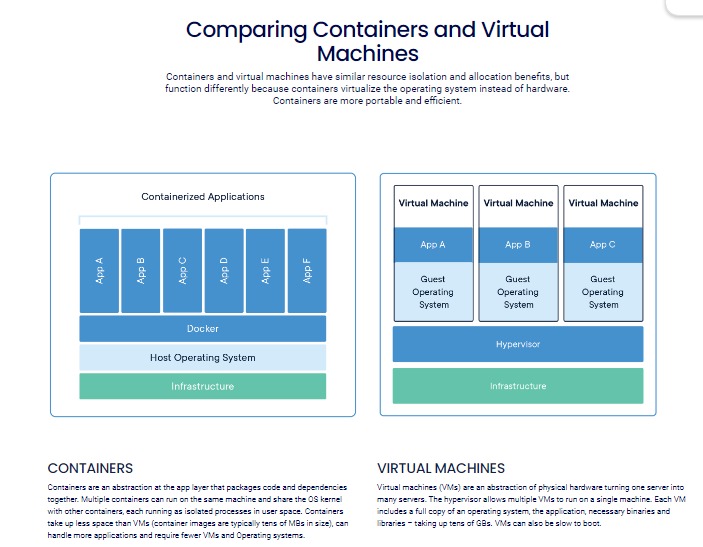 Comparing Containers and Virtual
Machines
Containers and virtual machines have similar resource isolation and allocation benefits, but
function differently because containers virtualize the operating system instead of hardware.
Containers are more portable and efficient.
Containerized Applications
App A
App B
App C
App D
App E
App F
Docker
Host Operating System
Infrastructure
Virtual Machine
App A
Guest
Operating
System
Virtual Machine
App B
Guest
Operating
System
Virtual Machine
App C
Guest
Operating
System
Hypervisor
Infrastructure
CONTAINERS
Containers are an abstraction at the app layer that packages code and dependencies
together. Multiple containers can run on the same machine and share the OS kernel
with other containers, each running as isolated processes in user space. Containers
take up less space than VMs (container images are typically tens of MBs in size), can
handle more applications and require fewer VMs and Operating systems.
VIRTUAL MACHINES
Virtual machines (VMs) are an abstraction of physical hardware turning one server into
many servers. The hypervisor allows multiple VMs to run on a single machine. Each VM
includes a full copy of an operating system, the application, necessary binaries and
libraries – taking up tens of GBs. VMs can also be slow to boot.